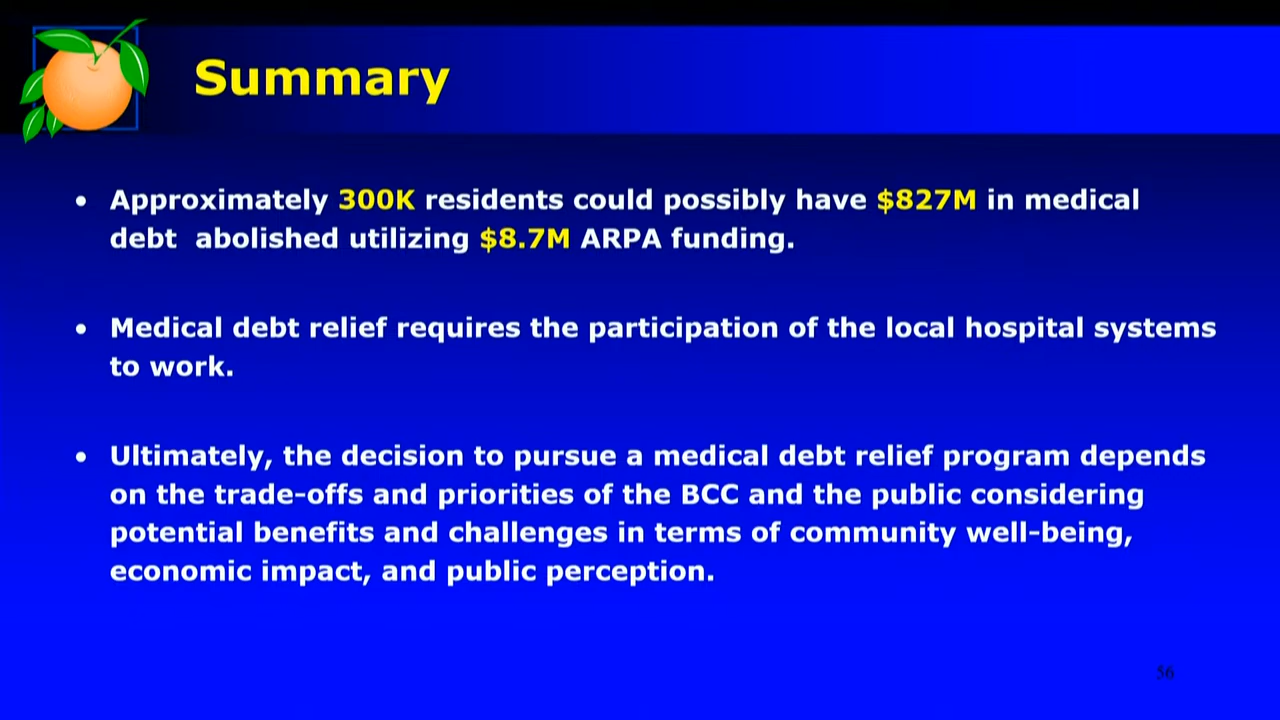 Summary
• Approximately 300K residents could possibly have $827M in medical
debt  abolished utilizing $8.7M ARPA funding.
• Medical debt relief requires the participation of the local hospital systems
to work.
• Ultimately, the decision to pursue a medical debt relief program depends
on the trade-offs and priorities of the BCC and the public considering
potential benefits and challenges in terms of community well-being,
economic impact, and public perception.
56